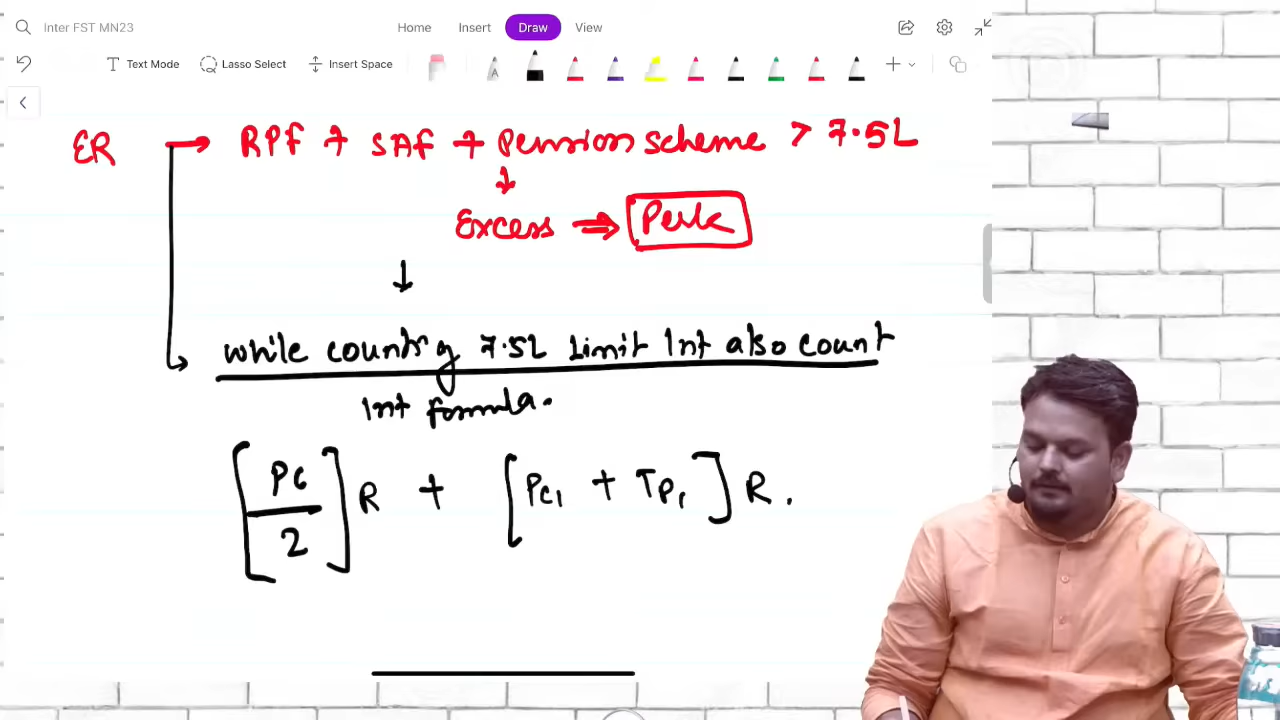 Inter FST MN23
Home Insert Draw View
Text Mode Lasso Select Insert Space
ER → RPF + SAF + Pension scheme > 7.5L
Excess ⇒ Perk
while counting 7.5L Limit Int also count
Int formula.
[PC/2] R + [PC1 + TP1] R.